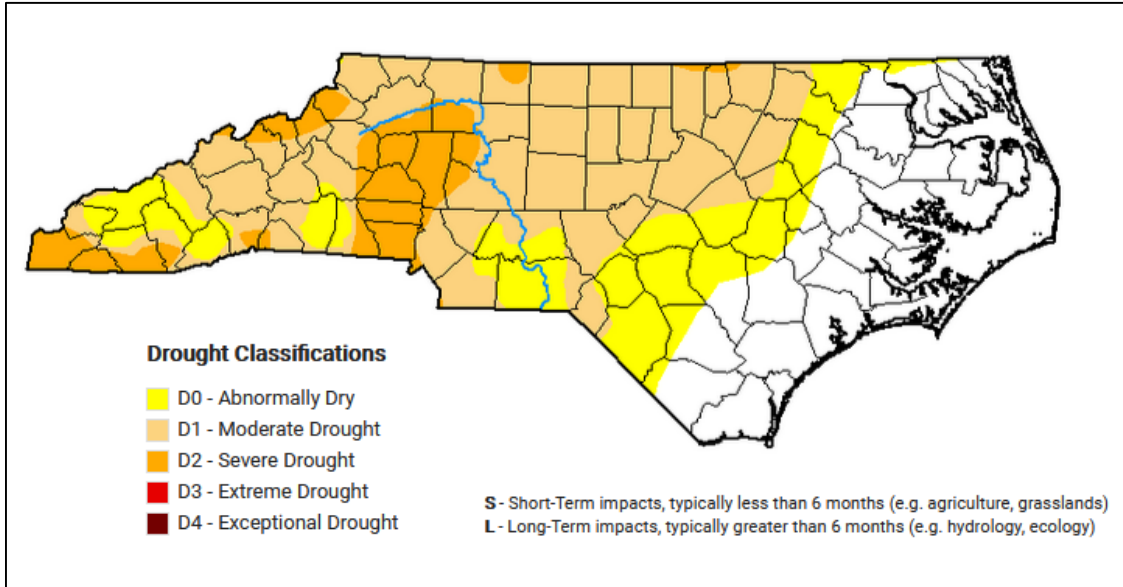 Drought Classifications
D0 - Abnormally Dry
D1 - Moderate Drought
D2 - Severe Drought
D3 - Extreme Drought
D4 - Exceptional Drought
S - Short-Term impacts, typically less than 6 months (e.g. agriculture, grasslands)
L - Long-Term impacts, typically greater than 6 months (e.g. hydrology, ecology)